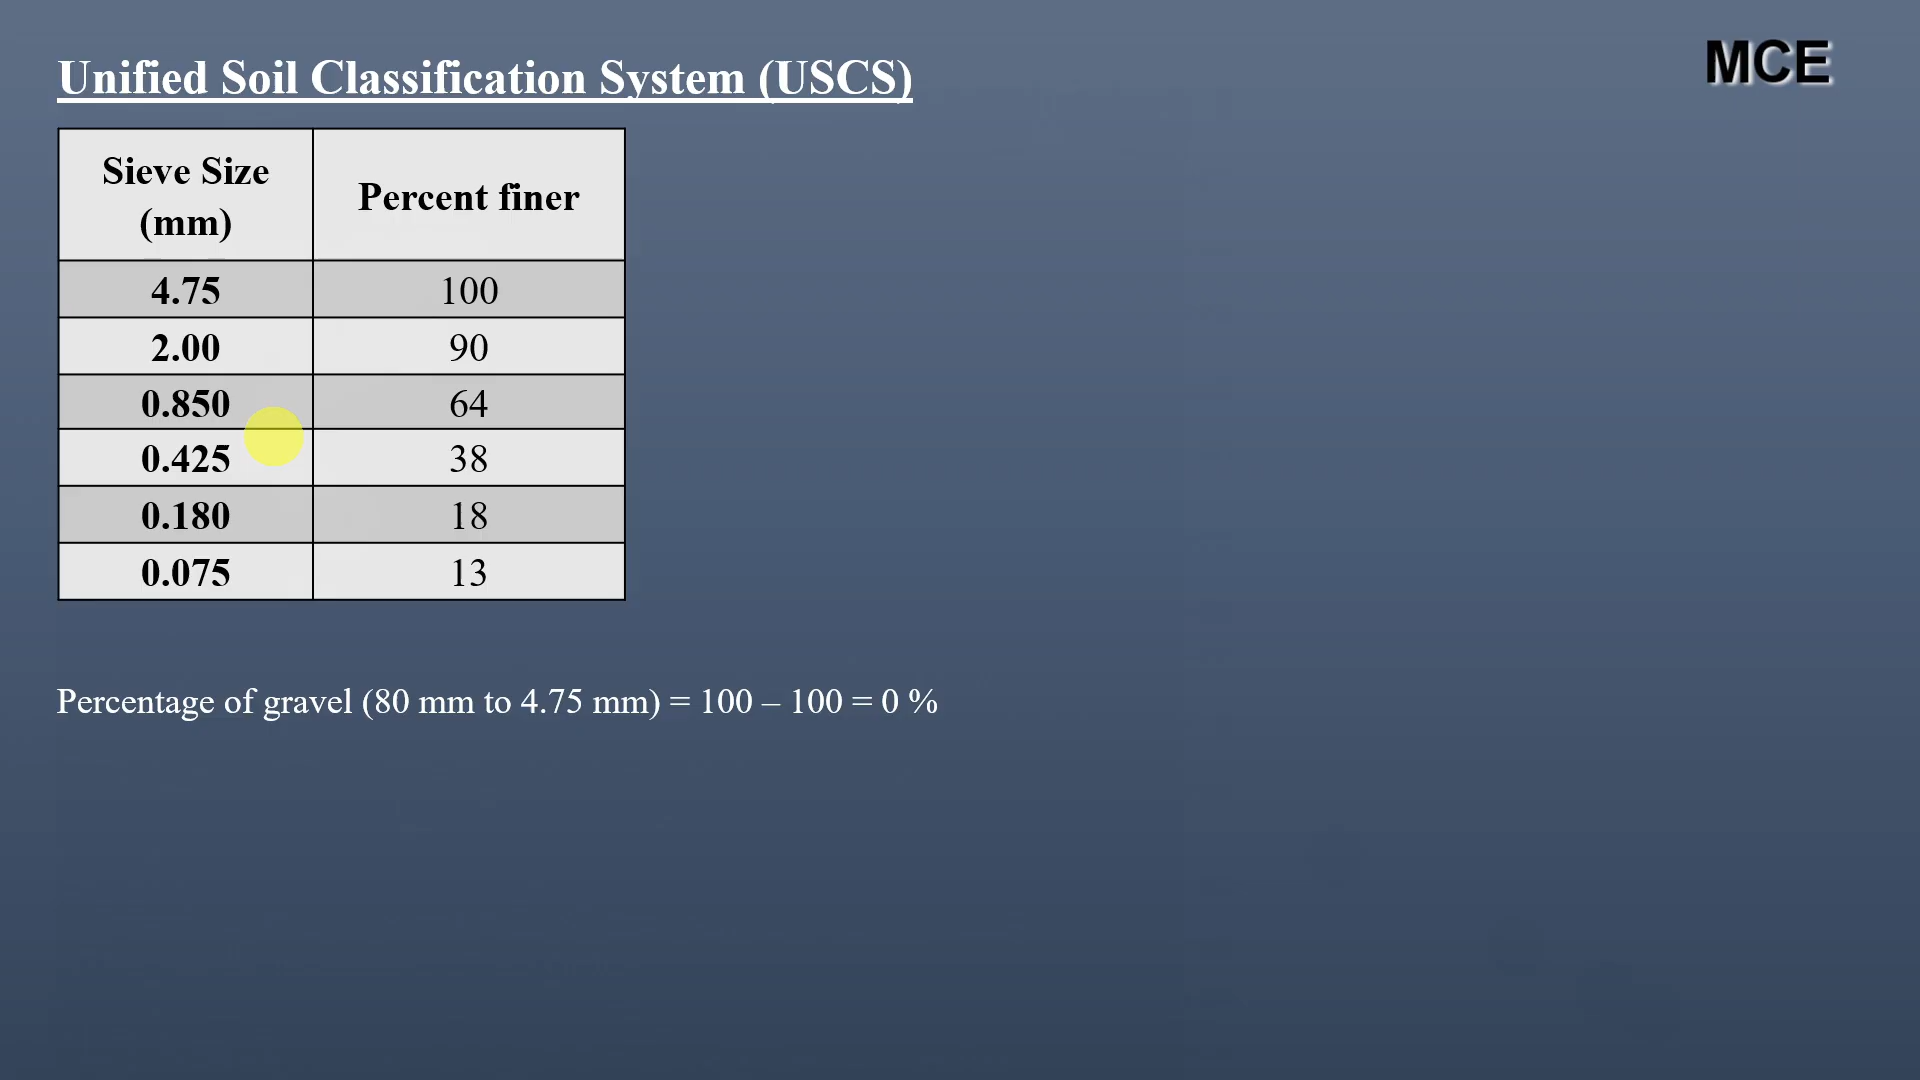 Unified Soil Classification System (USCS)
MCE
Sieve Size (mm) Percent finer
4.75 100
2.00 90
0.850 64
0.425 38
0.180 18
0.075 13
Percentage of gravel (80 mm to 4.75 mm) = 100 – 100 = 0 %